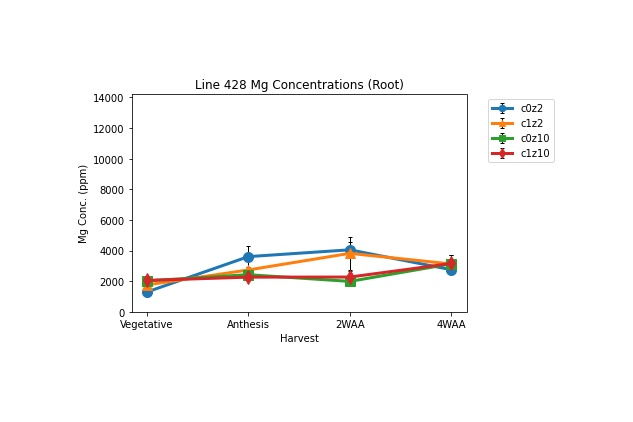 Line 428 Mg Concentrations (Root)
14000
12000
10000
8000
6000
4000
2000
0
Mg Conc. (ppm)
Vegetative Anthesis 2WAA 4WAA
Harvest
c0z2
c1z2
c0z10
c1z10